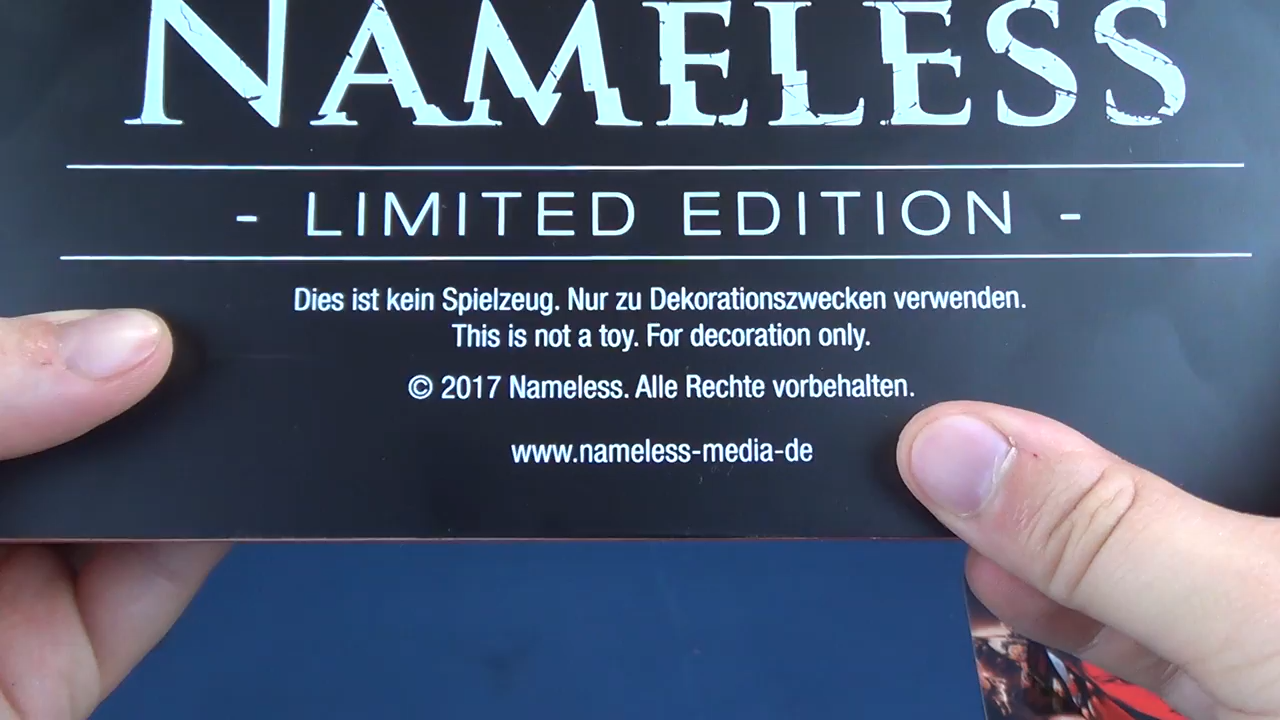 NAMELESS
- LIMITED EDITION -
Dies ist kein Spielzeug. Nur zu Dekorationszwecken verwenden.
This is not a toy. For decoration only.
© 2017 Nameless. Alle Rechte vorbehalten.
www.nameless-media-de